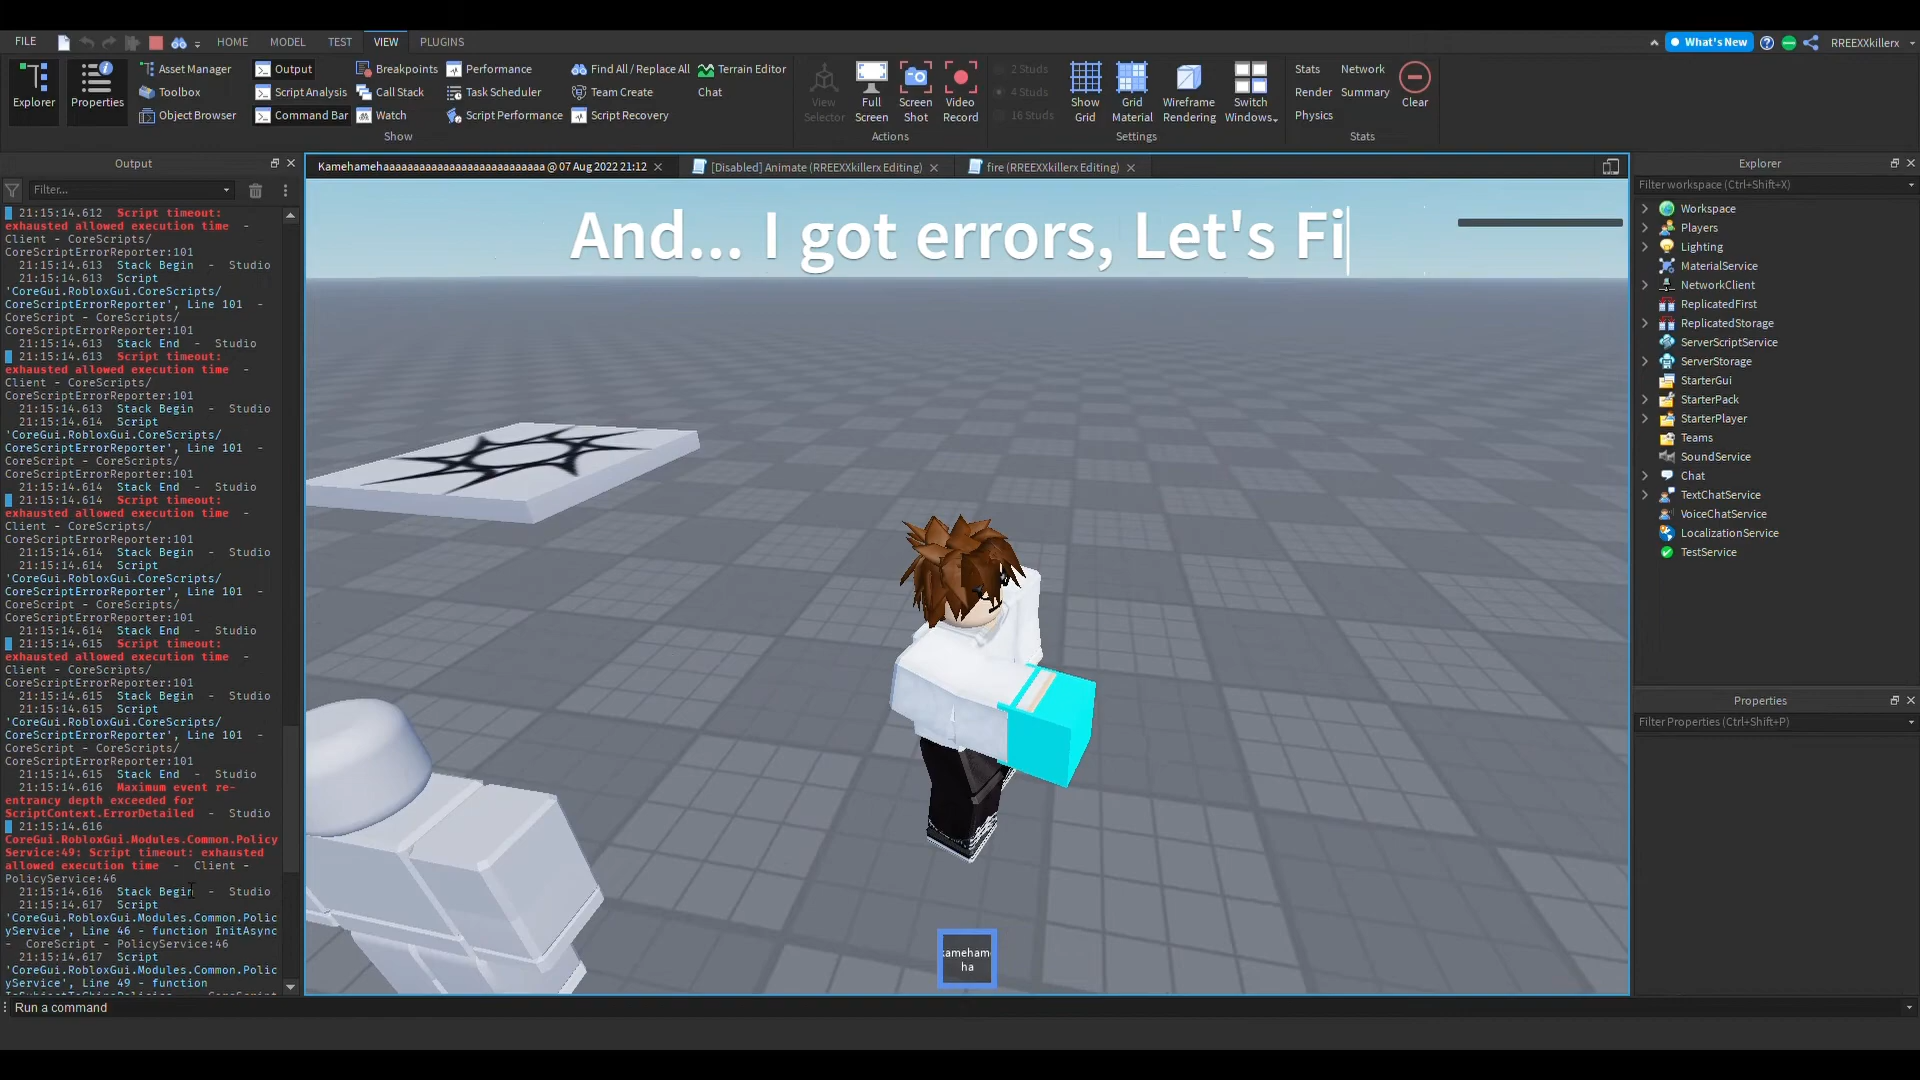 FILE HOME MODEL TEST VIEW PLUGINS What's New RREEXXkillerx
Explorer Properties
Asset Manager Output Breakpoints Performance Find All / Replace All Terrain Editor
Toolbox Script Analysis Call Stack Task Scheduler Team Create Chat
Object Browser Command Bar Watch Script Performance Script Recovery
Show
View Selector Full Screen Screen Shot Video Record
Actions
2 Studs
4 Studs
16 Studs
Show Grid Grid Material Wireframe Rendering Switch Windows
Settings
Stats Network
Render Summary
Physics
Clear
Stats
Output
Filter...
21:15:14.612 Script timeout:
exhausted allowed execution time -
Client - CoreScripts/
CoreScriptErrorReporter:101
21:15:14.613 Stack Begin - Studio
21:15:14.613 Script
'CoreGui.RobloxGui.CoreScripts/
CoreScriptErrorReporter', Line 101 -
CoreScript - CoreScripts/
CoreScriptErrorReporter:101
21:15:14.613 Stack End - Studio
21:15:14.613 Script timeout:
exhausted allowed execution time -
Client - CoreScripts/
CoreScriptErrorReporter:101
21:15:14.613 Stack Begin - Studio
21:15:14.614 Script
'CoreGui.RobloxGui.CoreScripts/
CoreScriptErrorReporter', Line 101 -
CoreScript - CoreScripts/
CoreScriptErrorReporter:101
21:15:14.614 Stack End - Studio
21:15:14.614 Script timeout:
exhausted allowed execution time -
Client - CoreScripts/
CoreScriptErrorReporter:101
21:15:14.614 Stack Begin - Studio
21:15:14.614 Script
'CoreGui.RobloxGui.CoreScripts/
CoreScriptErrorReporter', Line 101 -
CoreScript - CoreScripts/
CoreScriptErrorReporter:101
21:15:14.614 Stack End - Studio
21:15:14.615 Script timeout:
exhausted allowed execution time -
Client - CoreScripts/
CoreScriptErrorReporter:101
21:15:14.615 Stack Begin - Studio
21:15:14.615 Script
'CoreGui.RobloxGui.CoreScripts/
CoreScriptErrorReporter', Line 101 -
CoreScript - CoreScripts/
CoreScriptErrorReporter:101
21:15:14.615 Stack End - Studio
21:15:14.616 Maximum event re-
entrancy depth exceeded for
ScriptContext.ErrorDetailed - Studio
21:15:14.616
CoreGui.RobloxGui.Modules.Common.Policy
Service:49: Script timeout: exhausted
allowed execution time - Client -
PolicyService:46
21:15:14.616 Stack Begin - Studio
21:15:14.617 Script
'CoreGui.RobloxGui.Modules.Common.Polic
yService', Line 46 - function InitAsync
- CoreScript - PolicyService:46
21:15:14.617 Script
'CoreGui.RobloxGui.Modules.Common.Polic
yService', Line 49 - function
Kamehamehaaaaaaaaaaaaaaaaaaaaaaaaaaa @ 07 Aug 2022 21:12
[Disabled] Animate (RREEXXkillerx Editing)
fire (RREEXXkillerx Editing)
And... I got errors, Let's Fi
kameham
ha
Explorer
Filter workspace (Ctrl+Shift+X)
Workspace
Players
Lighting
MaterialService
NetworkClient
ReplicatedFirst
ReplicatedStorage
ServerScriptService
ServerStorage
StarterGui
StarterPack
StarterPlayer
Teams
SoundService
Chat
TextChatService
VoiceChatService
LocalizationService
TestService
Properties
Filter Properties (Ctrl+Shift+P)
Run a command